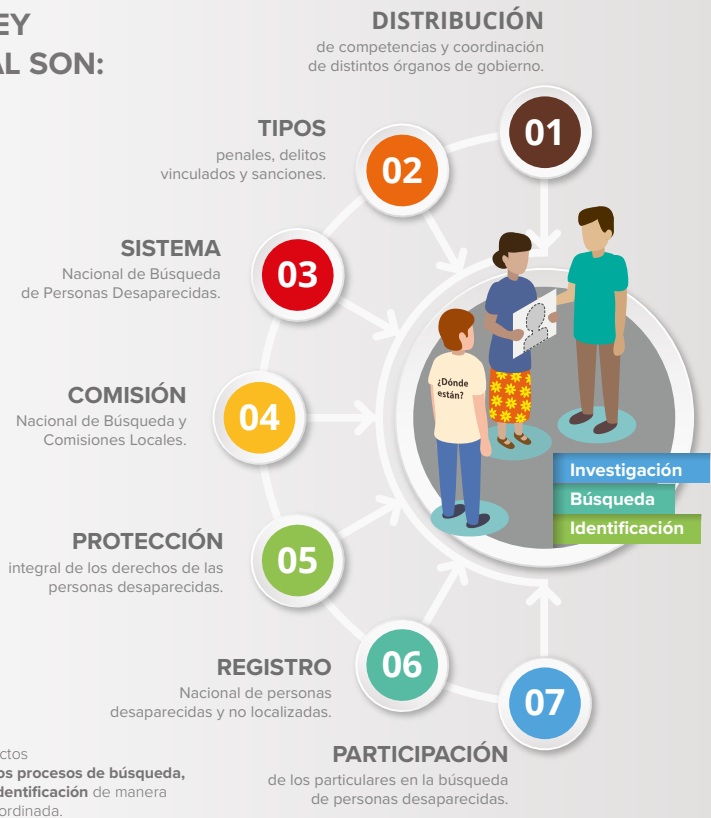 EY
AL SON:
DISTRIBUCIÓN
de competencias y coordinación
de distintos órganos de gobierno.
01
TIPOS
penales, delitos
vinculados y sanciones.
02
SISTEMA
Nacional de Búsqueda
de Personas Desaparecidas.
03
COMISIÓN
Nacional de Búsqueda y
Comisiones Locales.
04
PROTECCIÓN
integral de los derechos de las
personas desaparecidas.
05
REGISTRO
Nacional de personas
desaparecidas y no localizadas.
06
PARTICIPACIÓN
de los particulares en la búsqueda
de personas desaparecidas.
07
¿Dónde
están?
Investigación
Búsqueda
Identificación
ctos
os procesos de búsqueda,
dentificación de manera
ordinada.